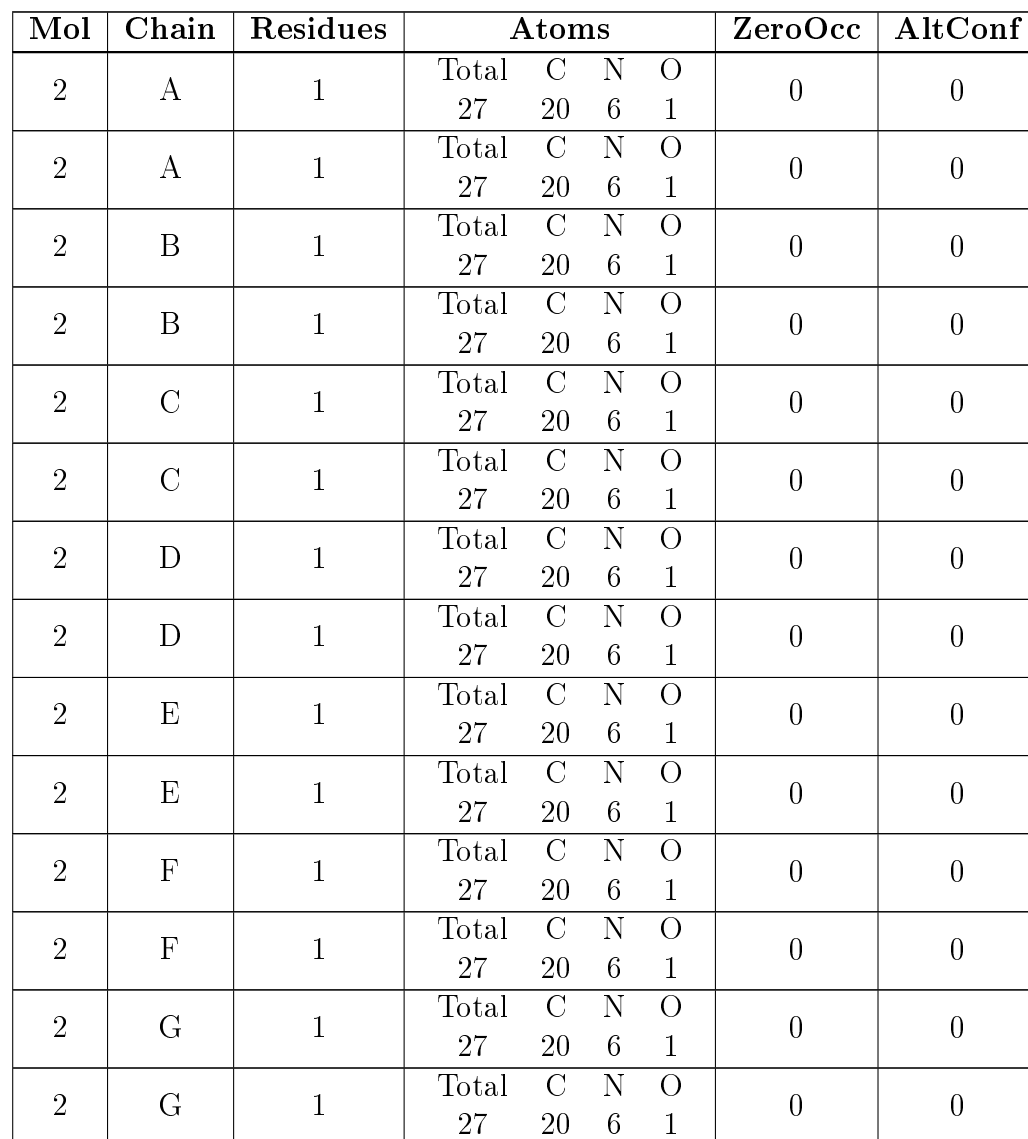 Mol Chain Residues Atoms ZeroOcc AltConf
2 A 1 Total C N O 0 0
27 20 6 1
2 A 1 Total C N O 0 0
27 20 6 1
2 B 1 Total C N O 0 0
27 20 6 1
2 B 1 Total C N O 0 0
27 20 6 1
2 C 1 Total C N O 0 0
27 20 6 1
2 C 1 Total C N O 0 0
27 20 6 1
2 D 1 Total C N O 0 0
27 20 6 1
2 D 1 Total C N O 0 0
27 20 6 1
2 E 1 Total C N O 0 0
27 20 6 1
2 E 1 Total C N O 0 0
27 20 6 1
2 F 1 Total C N O 0 0
27 20 6 1
2 F 1 Total C N O 0 0
27 20 6 1
2 G 1 Total C N O 0 0
27 20 6 1
2 G 1 Total C N O 0 0
27 20 6 1